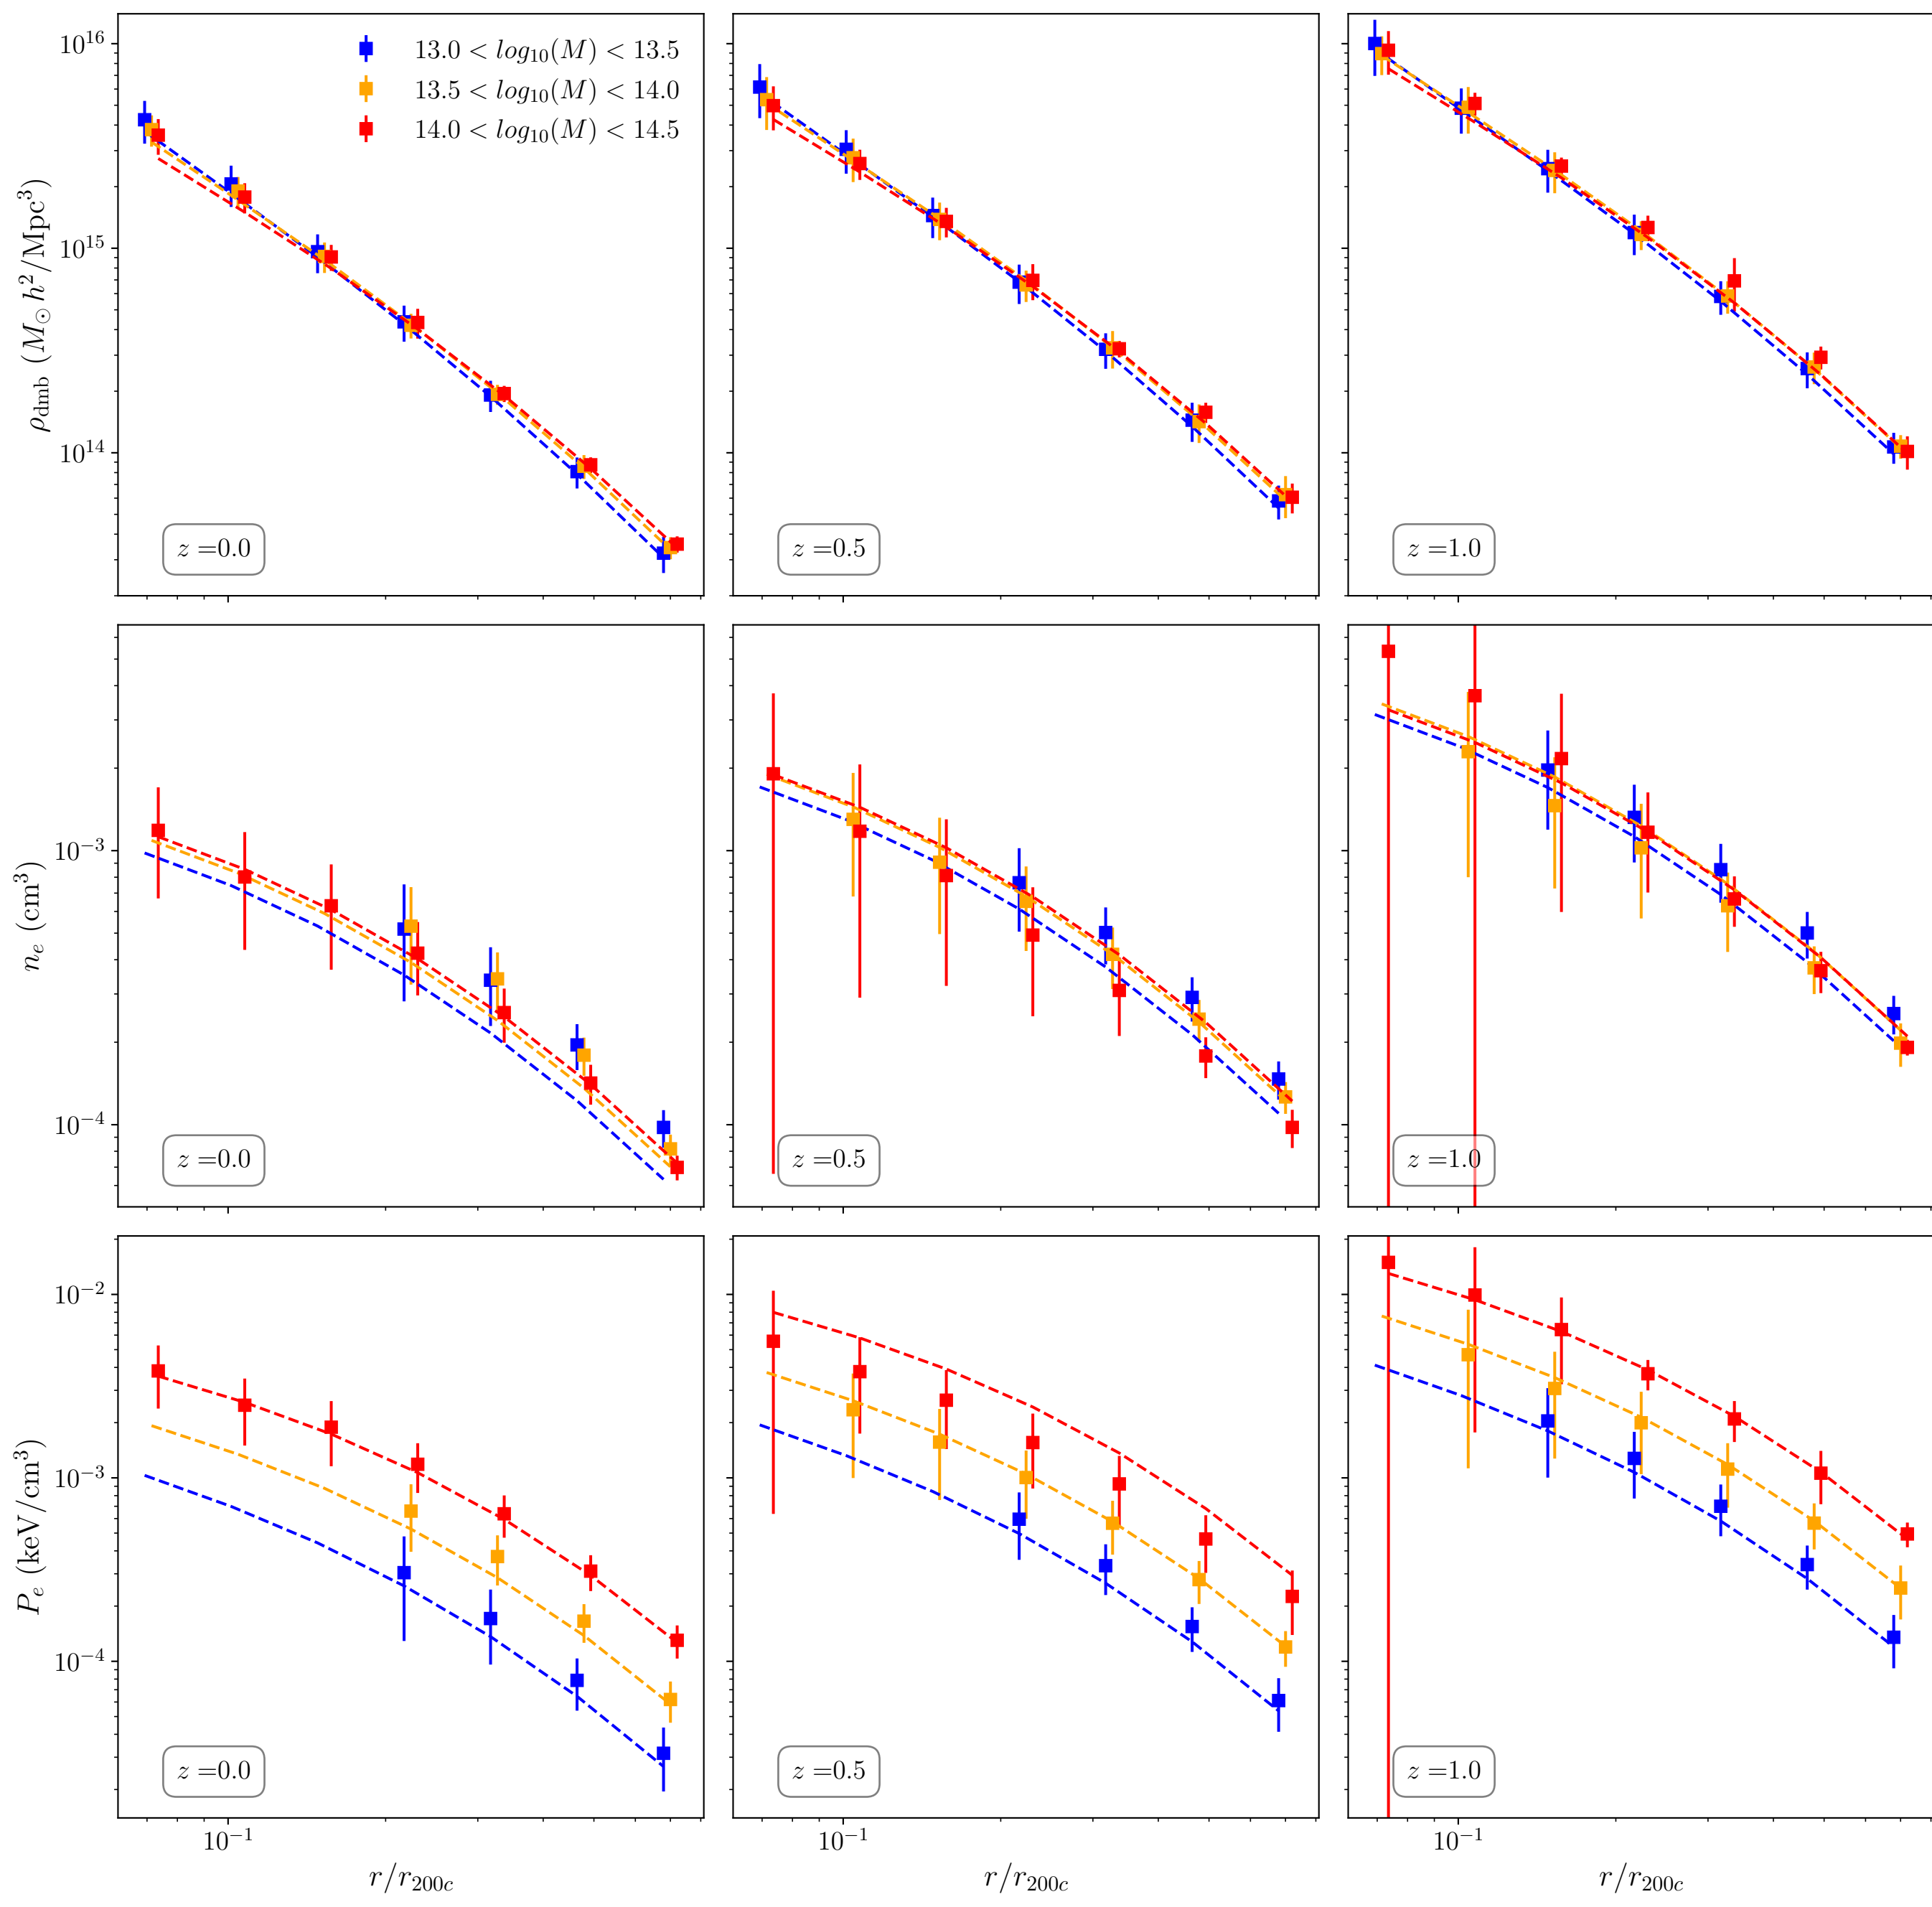 10^16
10^15
10^14
ρ_dmb (M_⊙ h^2/Mpc^3)
13.0 < log_10(M) < 13.5
13.5 < log_10(M) < 14.0
14.0 < log_10(M) < 14.5
z =0.0
z =0.5
z =1.0
10^−3
10^−4
n_e (cm^3)
z =0.0
z =0.5
z =1.0
10^−2
10^−3
10^−4
P_e (keV/cm^3)
z =0.0
z =0.5
z =1.0
10^−1
10^−1
10^−1
r/r_200c
r/r_200c
r/r_200c